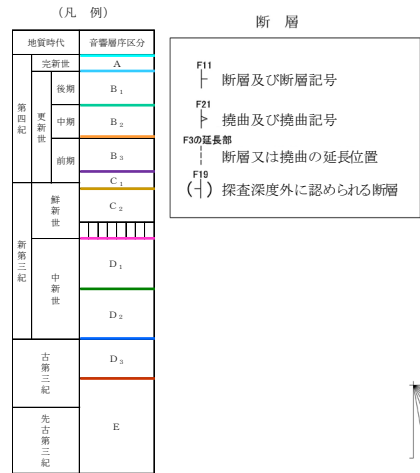 (凡 例)
地質時代 音響層序区分
第四紀 完新世 A
更新世 後期 B₁
中期 B₂
前期 B₃
C₁
新第三紀 鮮新世 C₂
中新世 D₁
D₂
古第三紀 D₃
先古第三紀 E
断 層
F11
断層及び断層記号
F21
撓曲及び撓曲記号
F3の延長部
断層又は撓曲の延長位置
F19
探査深度外に認められる断層